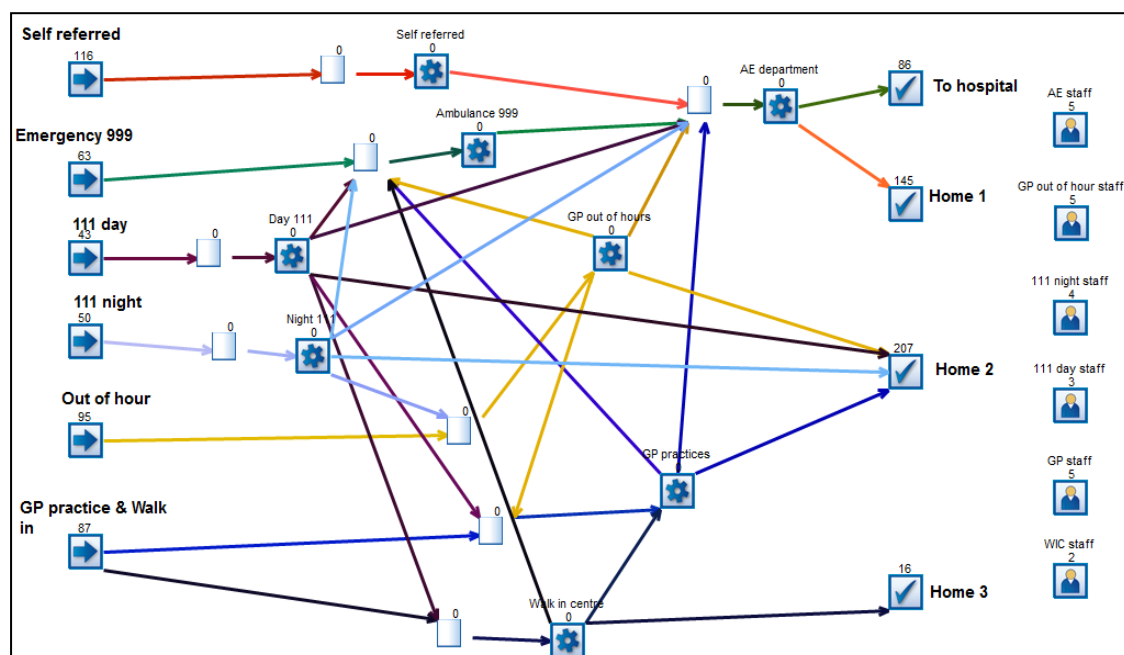 Self referred
116
0
Self referred
0
0
AE department
0
86
To hospital
AE staff
5
Emergency 999
63
0
Ambulance 999
0
145
Home 1
GP out of hour staff
5
111 day
43
0
Day 111
0
GP out of hours
0
111 night
50
0
Night 1 1
0
111 night staff
4
207
Home 2
111 day staff
3
Out of hour
95
0
GP practices
0
GP staff
5
GP practice & Walk
in
87
0
WIC staff
2
16
Home 3
0
Walk in centre
0